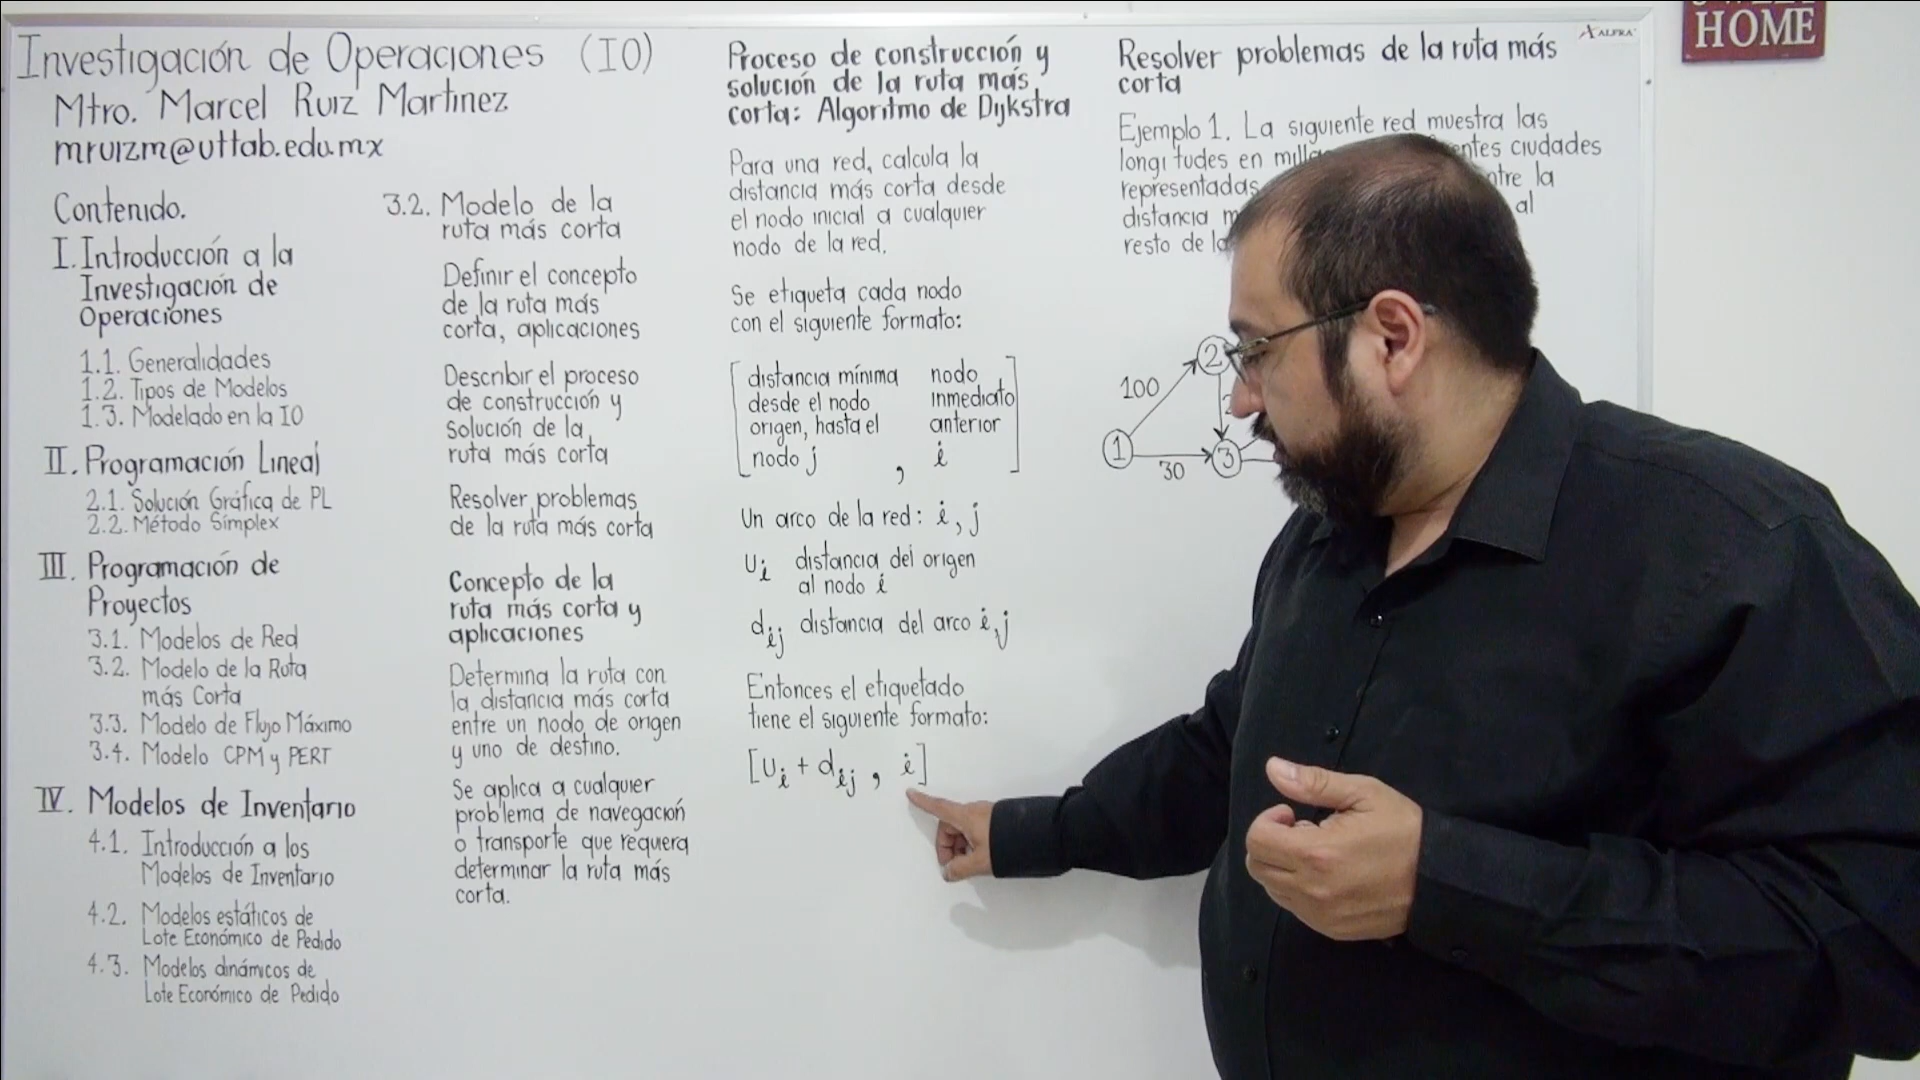 Investigación de Operaciones (IO)
Mtro. Marcel Ruiz Martinez
mruizm@uttab.edu.mx
Contenido.
I. Introducción a la
Investigación de
Operaciones
1.1. Generalidades
1.2. Tipos de Modelos
1.3. Modelado en la IO
II. Programación Lineal
2.1. Solución Gráfica de PL
2.2. Método Simplex
III. Programación de
Proyectos
3.1. Modelos de Red
3.2. Modelo de la Ruta
más Corta
3.3. Modelo de Flujo Máximo
3.4. Modelo CPM y PERT
IV. Modelos de Inventario
4.1. Introducción a los
Modelos de Inventario
4.2. Modelos estáticos de
Lote Económico de Pedido
4.3. Modelos dinámicos de
Lote Económico de Pedido
3.2. Modelo de la
ruta más corta
Definir el concepto
de la ruta más
corta, aplicaciones
Describir el proceso
de construcción y
solución de la
ruta más corta
Resolver problemas
de la ruta más corta
Concepto de la
ruta más corta y
aplicaciones
Determina la ruta con
la distancia más corta
entre un nodo de origen
y uno de destino.
Se aplica a cualquier
problema de navegación
o transporte que requiera
determinar la ruta más
corta.
Proceso de construcción y
solución de la ruta más
corta: Algoritmo de Dijkstra
Para una red, calcula la
distancia más corta desde
el nodo inicial a cualquier
nodo de la red.
Se etiqueta cada nodo
con el siguiente formato:
[distancia mínima nodo
desde el nodo inmediato
origen, hasta el anterior
nodo j , i]
Un arco de la red: i, j
ui distancia del origen
al nodo i
dij distancia del arco i,j
Entonces el etiquetado
tiene el siguiente formato:
[ui + dij , i]
Resolver problemas de la ruta más
corta
Ejemplo 1. La siguiente red muestra las
longitudes en ciudades
representadas la
distancia al
resto de
2
100
1
30
3
ALFRA
HOME